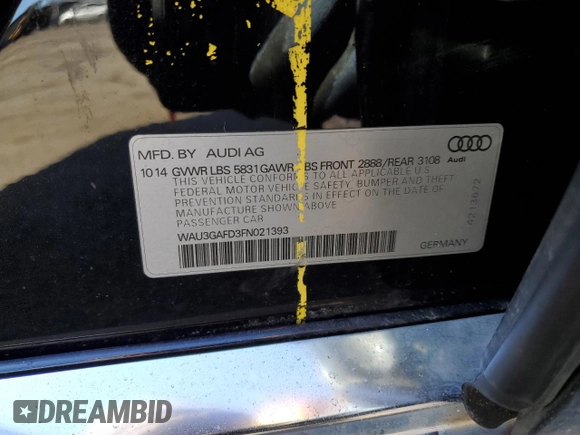 MFD. BY AUDI AG
1014 GVWR LBS 5831 GAWR LBS FRONT 2888/REAR 3108
Audi
THIS VEHICLE CONFORMS TO ALL APPLICABLE U.S
FEDERAL MOTOR VEHICLE SAFETY, BUMPER AND THEFT
PREVENTION STANDARDS IN EFFECT ON THE DATE OF
MANUFACTURE SHOWN ABOVE
PASSENGER CAR
WAU3GAFD3FN021393
4213672
GERMANY
DREAMBID